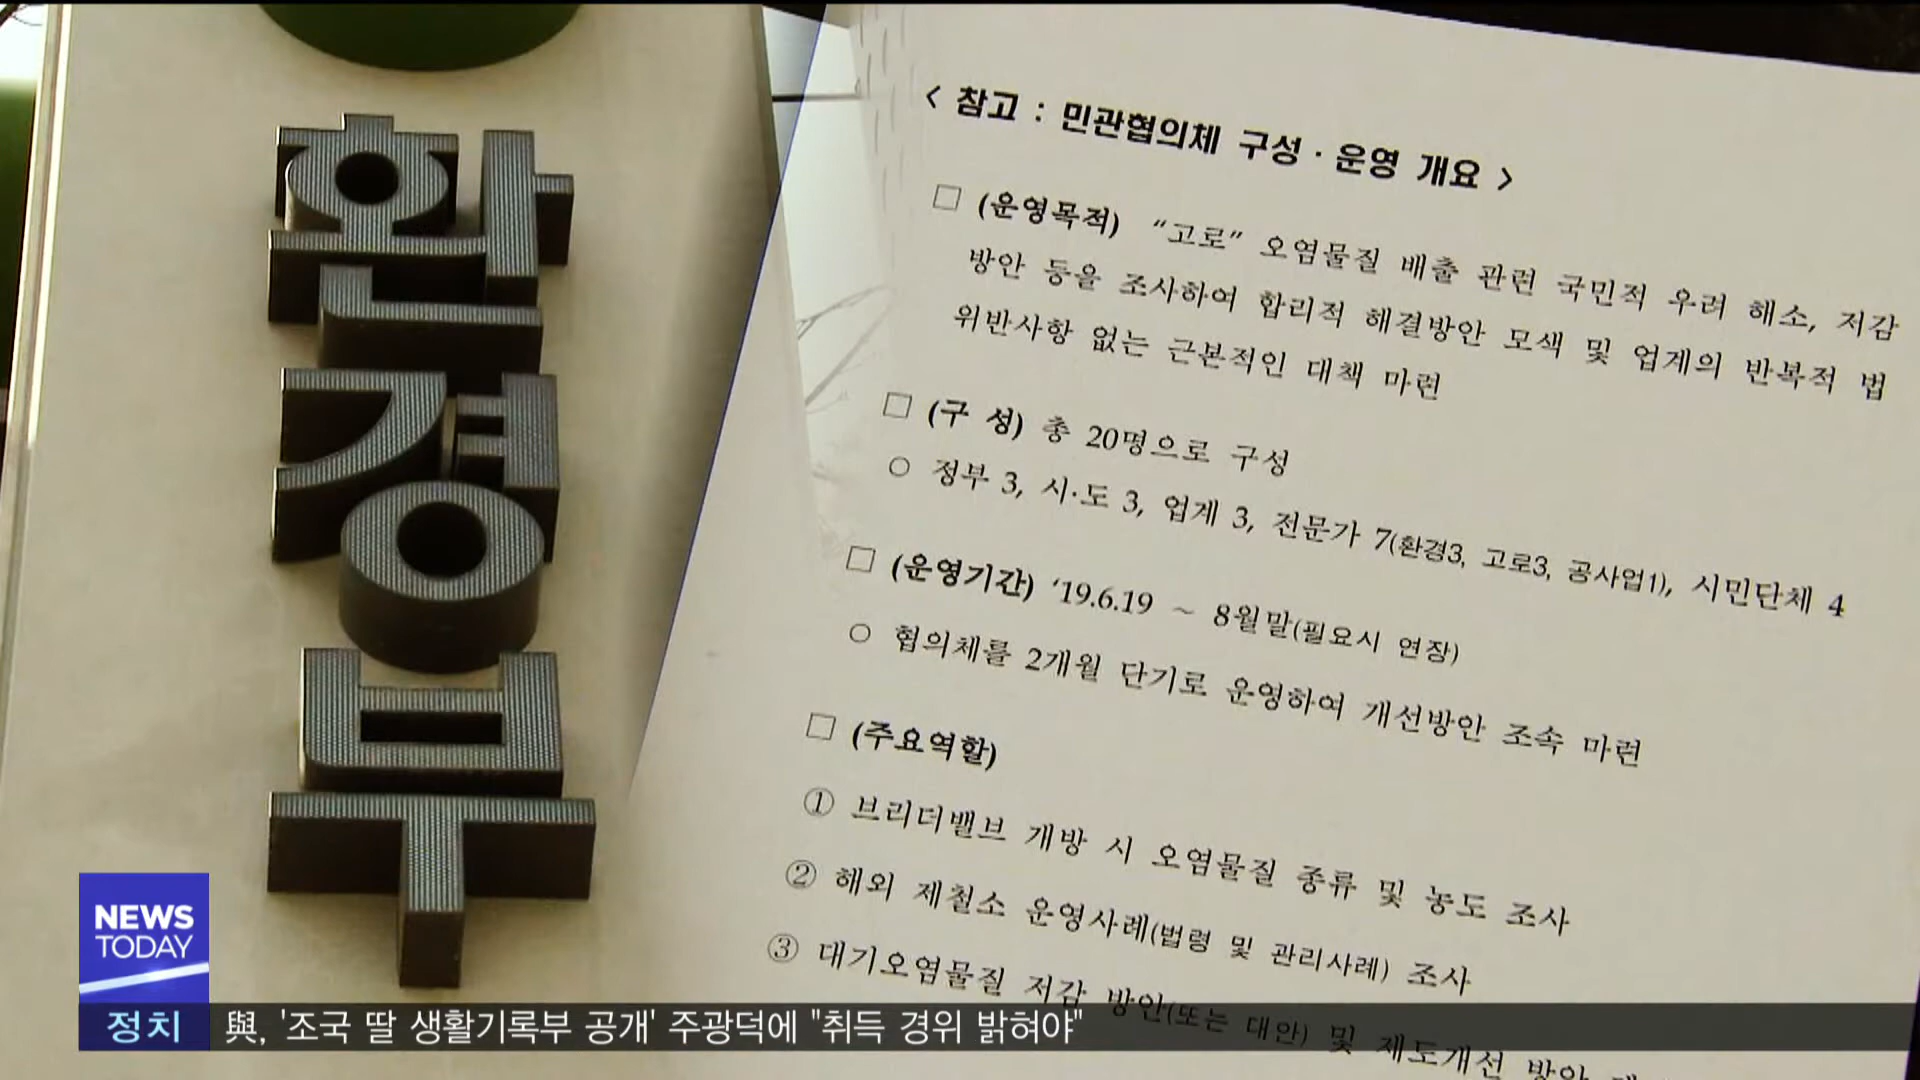 환경부
< 참고 : 민관협의체 구성·운영 개요 >
□ (운영목적) “고로” 오염물질 배출 관련 국민적 우려 해소, 저감
방안 등을 조사하여 합리적 해결방안 모색 및 업계의 반복적 법
위반사항 없는 근본적인 대책 마련
□ (구 성) 총 20명으로 구성
○ 정부 3, 시·도 3, 업계 3, 전문가 7(환경3, 고로3, 공사업1), 시민단체 4
□ (운영기간) ‘19.6.19 ~ 8월말(필요시 연장)
○ 협의체를 2개월 단기로 운영하여 개선방안 조속 마련
□ (주요역할)
① 브리더밸브 개방 시 오염물질 종류 및 농도 조사
② 해외 제철소 운영사례(법령 및 관리사례) 조사
③ 대기오염물질 저감 방안(또는 대안) 및 제도개선 방안
NEWS
TODAY
정치 與, '조국 딸 생활기록부 공개' 주광덕에 "취득 경위 밝혀야"